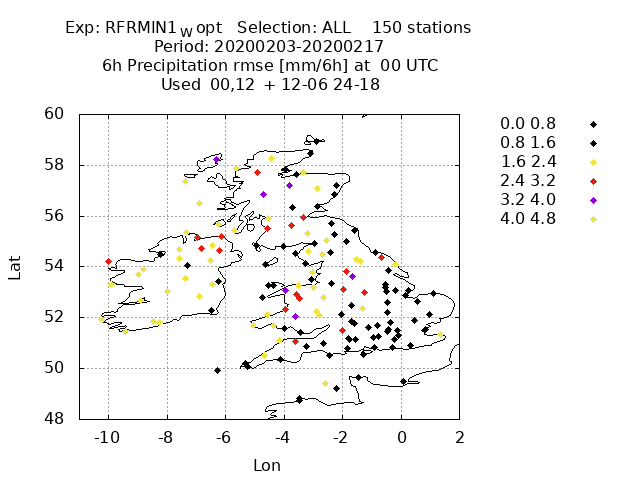 Exp: RFRMIN1w opt   Selection: ALL    150 stations
Period: 20200203-20200217
6h Precipitation rmse [mm/6h] at  00 UTC
Used  00,12  + 12-06 24-18
60
58
56
54
52
50
48
Lat
-10 -8 -6 -4 -2 0 2
Lon
0.0 0.8
0.8 1.6
1.6 2.4
2.4 3.2
3.2 4.0
4.0 4.8